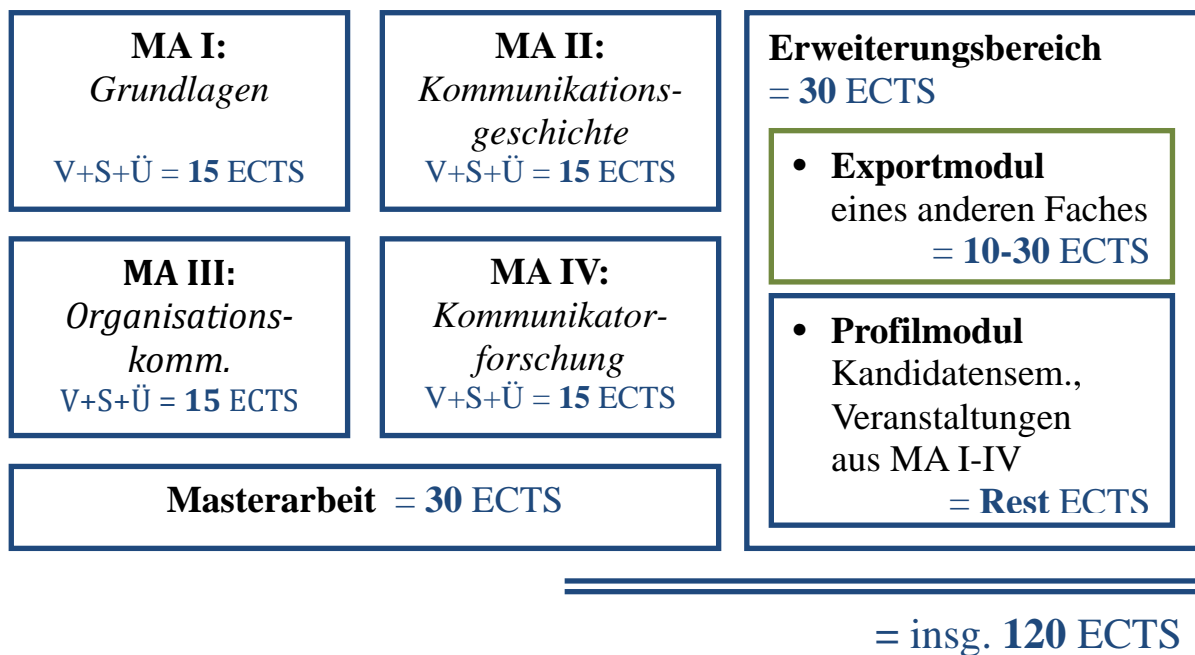 MA I:
Grundlagen
V+S+Ü = 15 ECTS
MA II:
Kommunikations-
geschichte
V+S+Ü = 15 ECTS
MA III:
Organisations-
komm.
V+S+Ü = 15 ECTS
MA IV:
Kommunikator-
forschung
V+S+Ü = 15 ECTS
Masterarbeit = 30 ECTS
Erweiterungsbereich
= 30 ECTS
• Exportmodul
eines anderen Faches
= 10-30 ECTS
• Profilmodul
Kandidatensem.,
Veranstaltungen
aus MA I-IV
= Rest ECTS
= insg. 120 ECTS